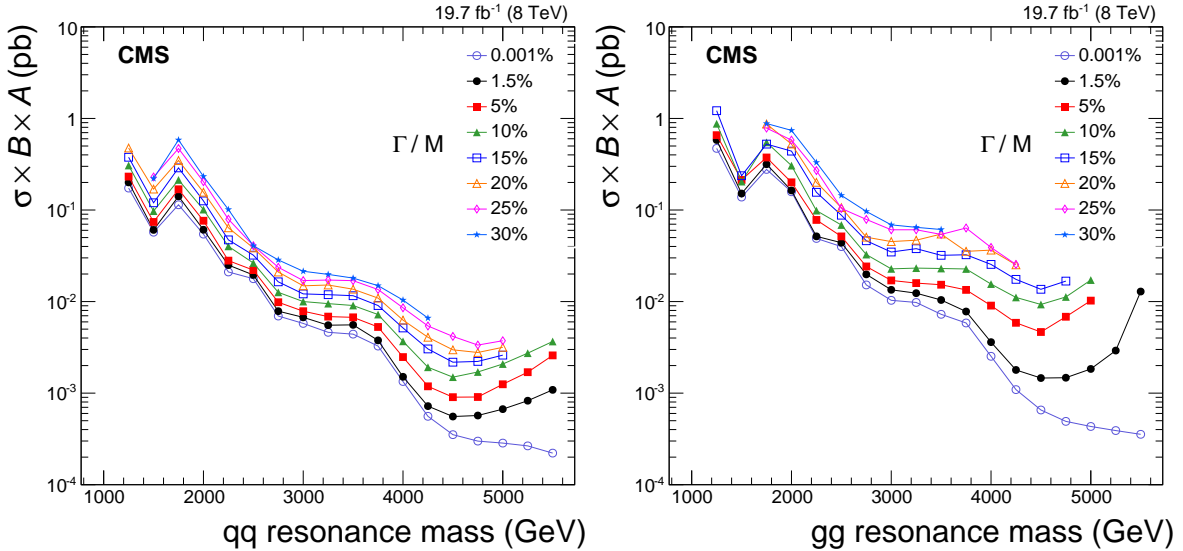 19.7 fb⁻¹ (8 TeV)
CMS
σ × B × A (pb)
10
1
10⁻¹
10⁻²
10⁻³
10⁻⁴
0.001%
1.5%
5%
10%
15%
20%
25%
30%
Γ / M
1000 2000 3000 4000 5000
qq resonance mass (GeV)
19.7 fb⁻¹ (8 TeV)
CMS
σ × B × A (pb)
10
1
10⁻¹
10⁻²
10⁻³
10⁻⁴
0.001%
1.5%
5%
10%
15%
20%
25%
30%
Γ / M
1000 2000 3000 4000 5000
gg resonance mass (GeV)